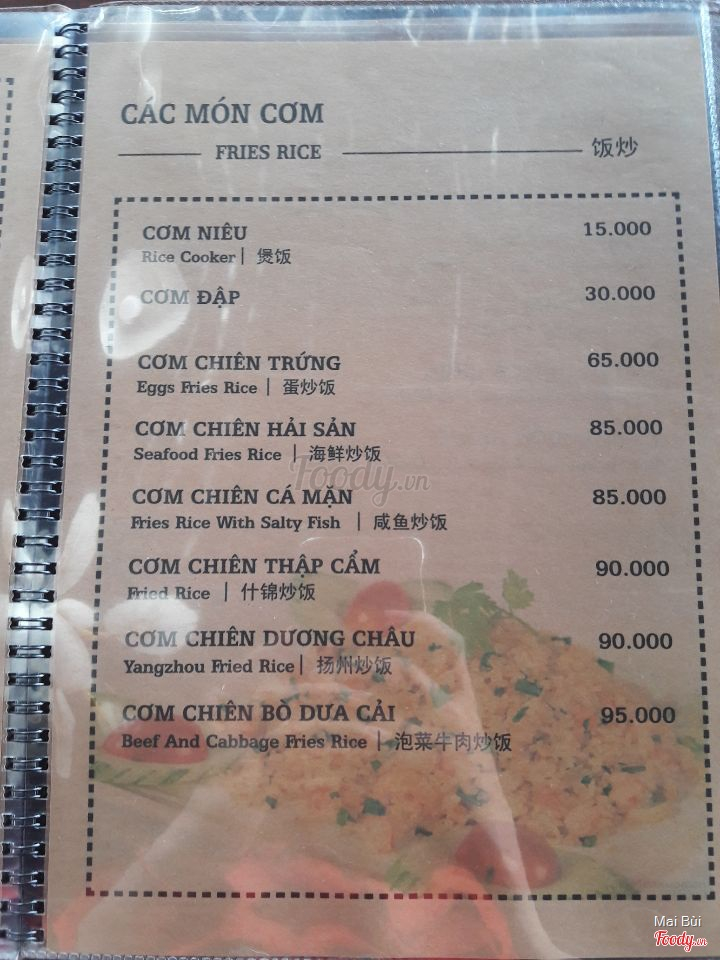 CÁC MÓN CƠM
FRIES RICE 饭炒
CƠM NIÊU 15.000
Rice Cooker | 煲饭
CƠM ĐẬP 30.000
CƠM CHIÊN TRỨNG 65.000
Eggs Fries Rice | 蛋炒饭
CƠM CHIÊN HẢI SẢN 85.000
Seafood Fries Rice | 海鲜炒饭
Foody.vn
CƠM CHIÊN CÁ MẶN 85.000
Fries Rice With Salty Fish | 咸鱼炒饭
CƠM CHIÊN THẬP CẨM 90.000
Fried Rice | 什锦炒饭
CƠM CHIÊN DƯƠNG CHÂU 90.000
Yangzhou Fried Rice | 扬州炒饭
CƠM CHIÊN BÒ DƯA CẢI 95.000
Beef And Cabbage Fries Rice | 泡菜牛肉炒饭
Mai Bùi
Foody.vn